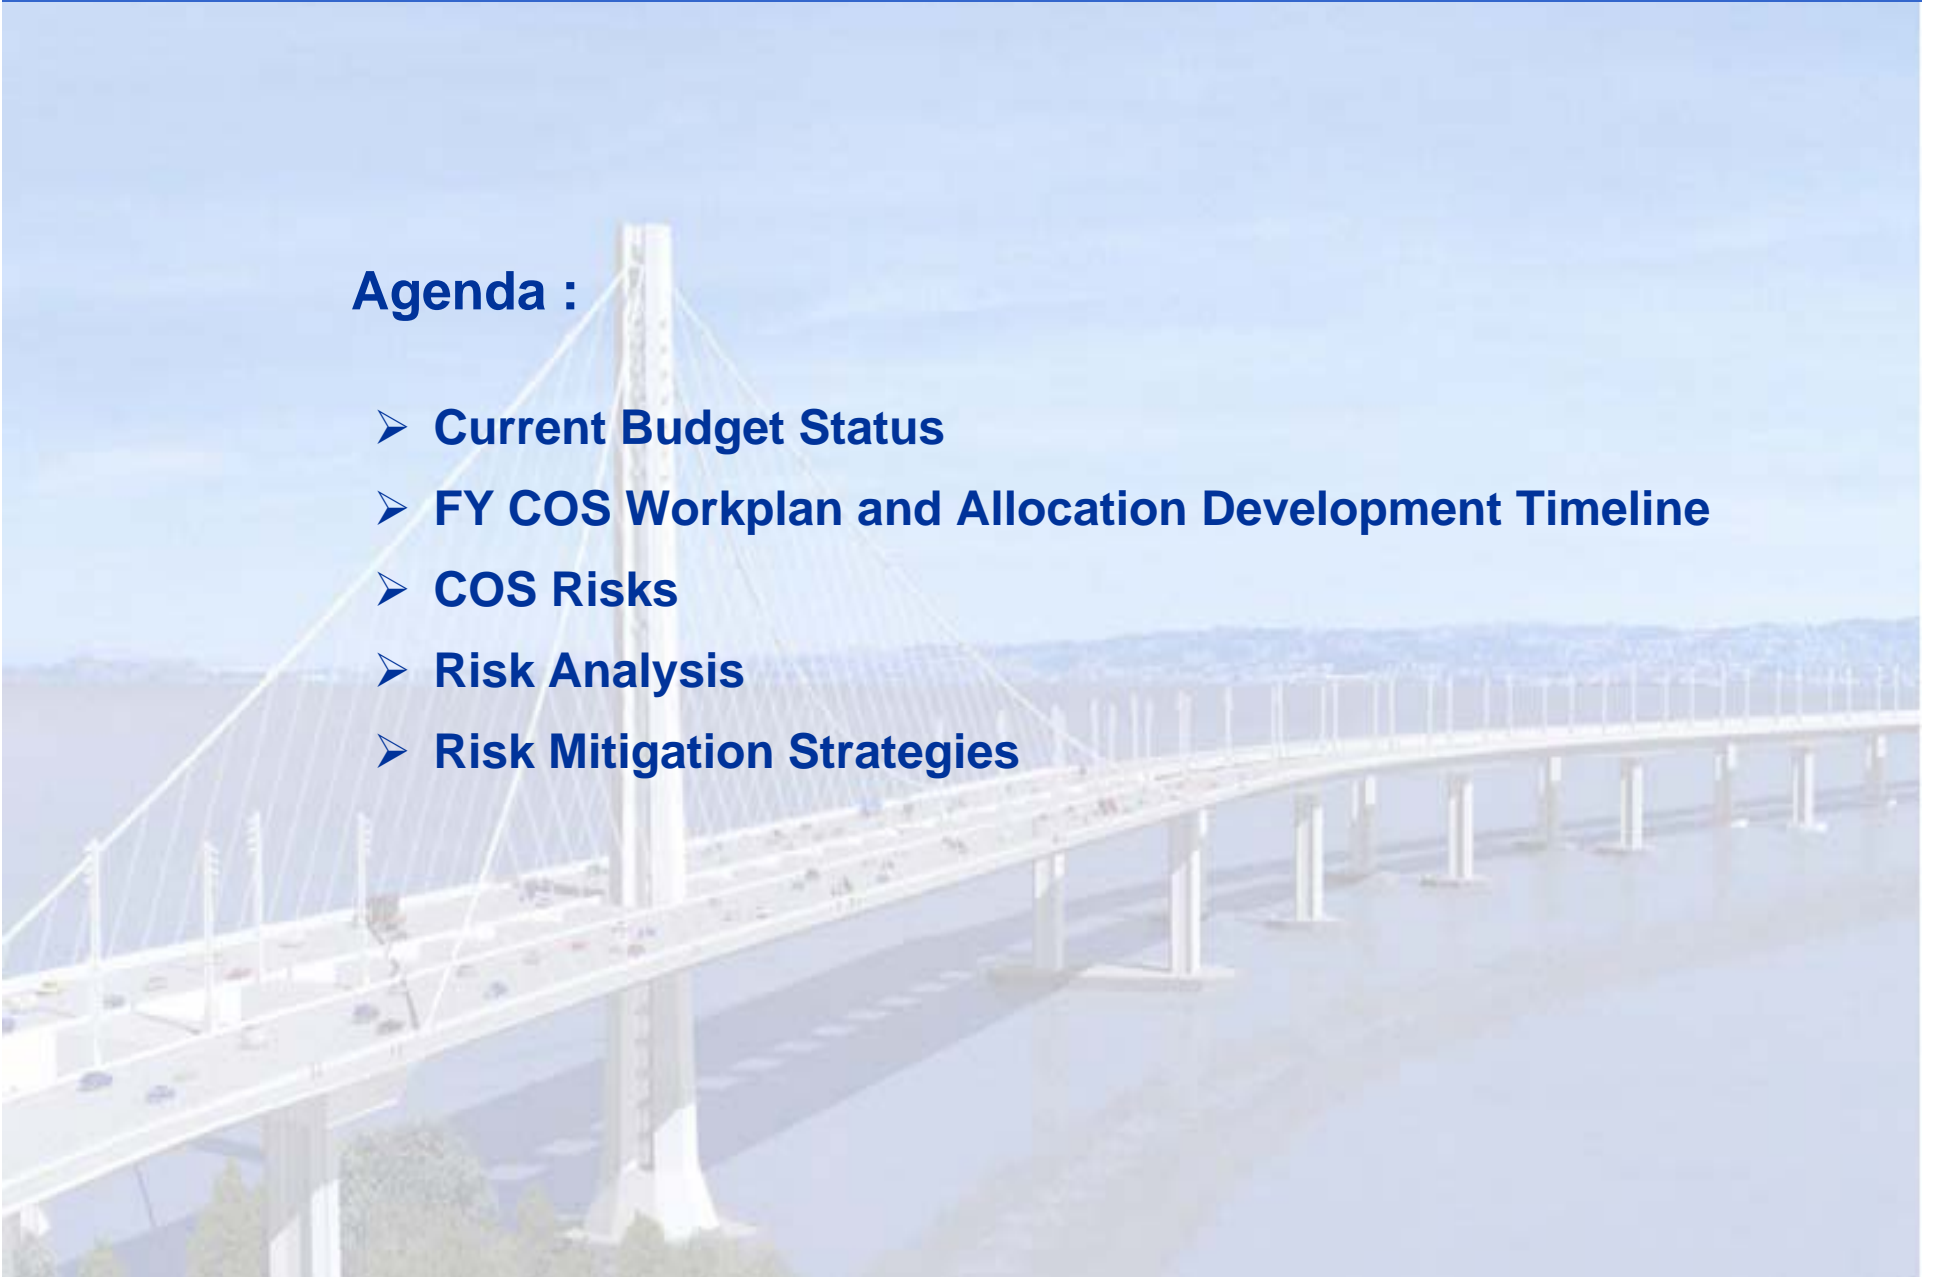 Agenda :
➢ Current Budget Status
➢ FY COS Workplan and Allocation Development Timeline
➢ COS Risks
➢ Risk Analysis
➢ Risk Mitigation Strategies